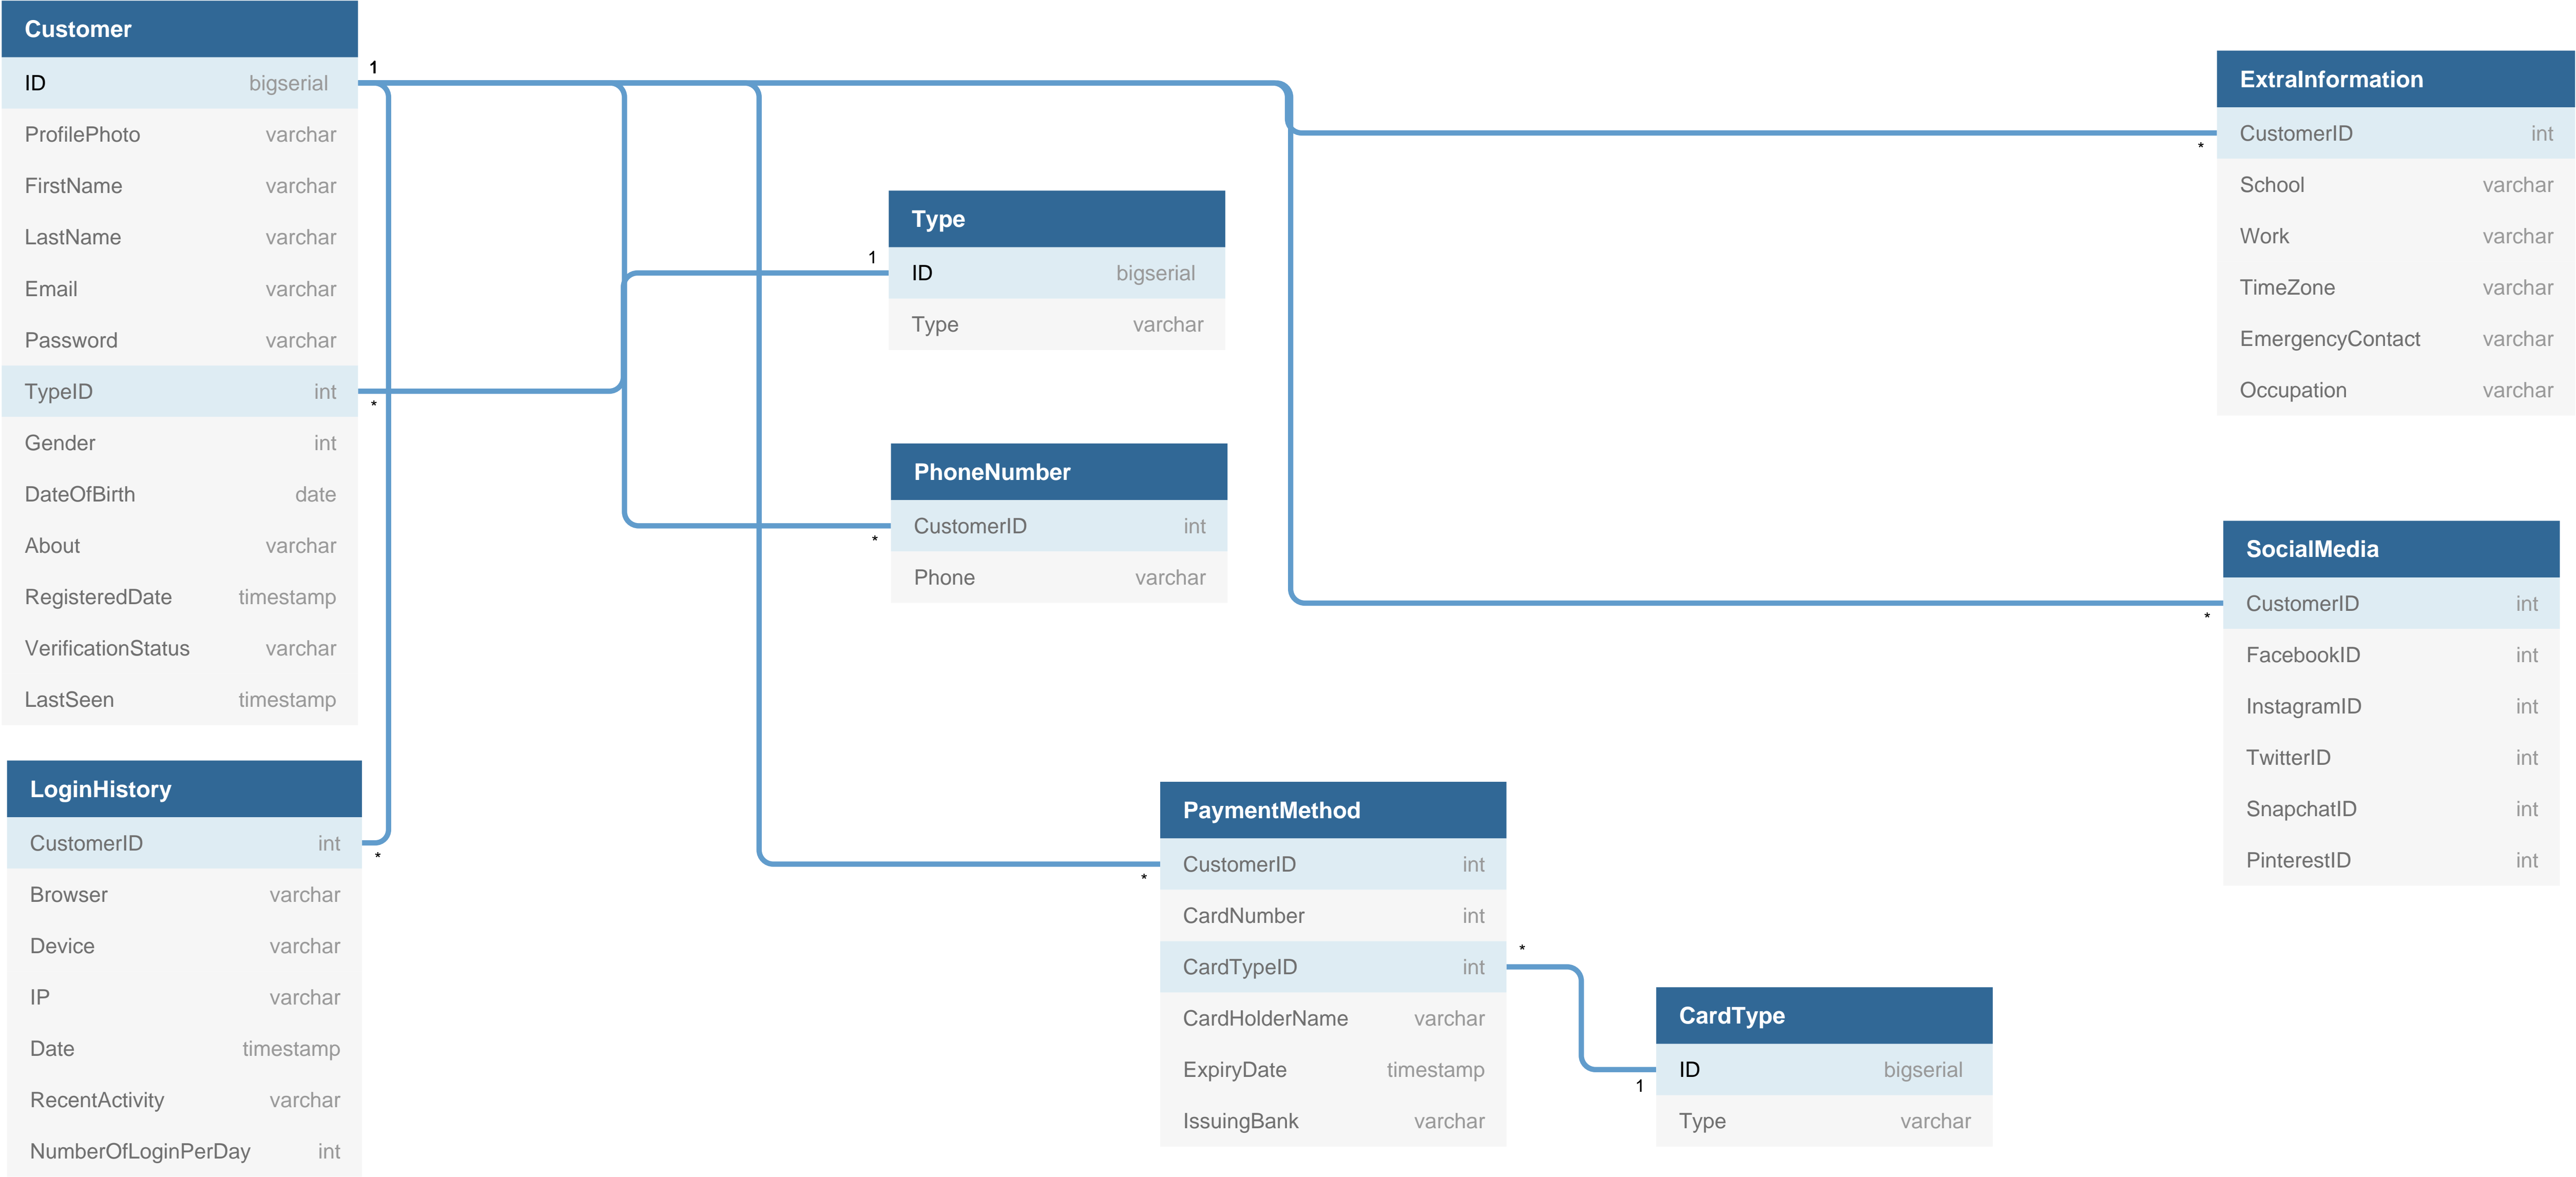 Customer
ID bigserial
ProfilePhoto varchar
FirstName varchar
LastName varchar
Email varchar
Password varchar
TypeID int
Gender int
DateOfBirth date
About varchar
RegisteredDate timestamp
VerificationStatus varchar
LastSeen timestamp
1
*
LoginHistory
CustomerID int
*
Browser varchar
Device varchar
IP varchar
Date timestamp
RecentActivity varchar
NumberOfLoginPerDay int
Type
1
ID bigserial
Type varchar
PhoneNumber
CustomerID int
*
Phone varchar
PaymentMethod
CustomerID int
*
CardNumber int
*
CardTypeID int
CardHolderName varchar
ExpiryDate timestamp
IssuingBank varchar
CardType
ID bigserial
1
Type varchar
ExtraInformation
CustomerID int
*
School varchar
Work varchar
TimeZone varchar
EmergencyContact varchar
Occupation varchar
SocialMedia
CustomerID int
*
FacebookID int
InstagramID int
TwitterID int
SnapchatID int
PinterestID int